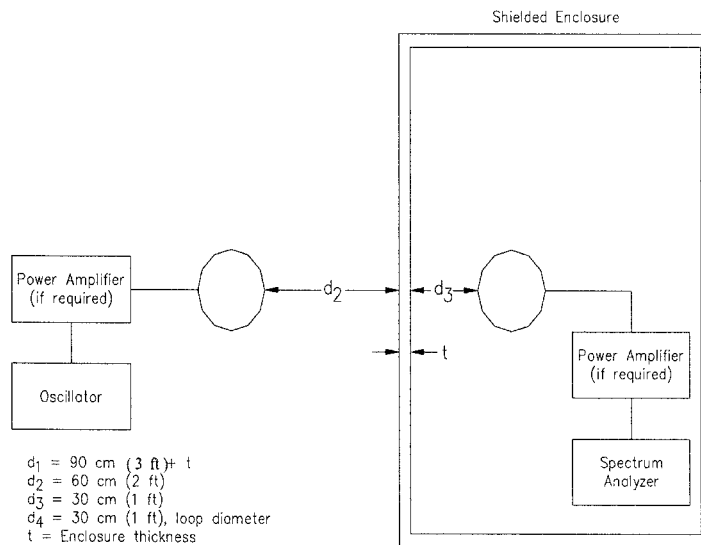 Shielded Enclosure
Power Amplifier
(if required)
d2
d3
t
Oscillator
Power Amplifier
(if required)
Spectrum
Analyzer
d1 = 90 cm (3 ft)+ t
d2 = 60 cm (2 ft)
d3 = 30 cm (1 ft)
d4 = 30 cm (1 ft), loop diameter
t = Enclosure thickness